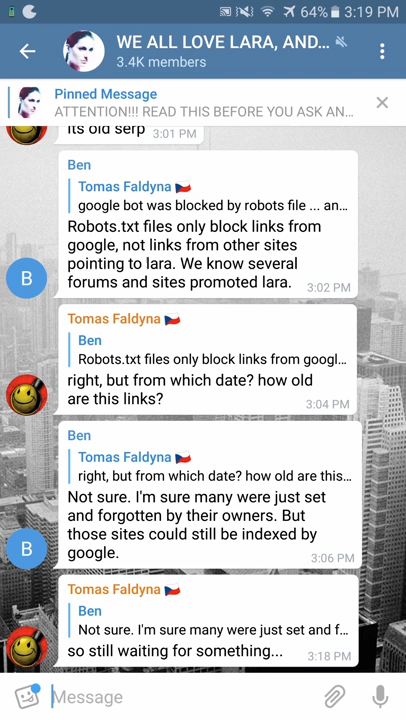 64% 3:19 PM
WE ALL LOVE LARA, AND...
3.4K members
Pinned Message
ATTENTION!!! READ THIS BEFORE YOU ASK AN...
its old serp 3:01 PM
Ben
Tomas Faldyna 🇨🇿
google bot was blocked by robots file ... an...
Robots.txt files only block links from
google, not links from other sites
pointing to lara. We know several
forums and sites promoted lara. 3:02 PM
B
Tomas Faldyna 🇨🇿
Ben
Robots.txt files only block links from googl...
right, but from which date? how old
are this links? 3:04 PM
Ben
Tomas Faldyna 🇨🇿
right, but from which date? how old are this...
Not sure. I'm sure many were just set
and forgotten by their owners. But
those sites could still be indexed by
google. 3:06 PM
B
Tomas Faldyna 🇨🇿
Ben
Not sure. I'm sure many were just set and f...
so still waiting for something... 3:18 PM
Message